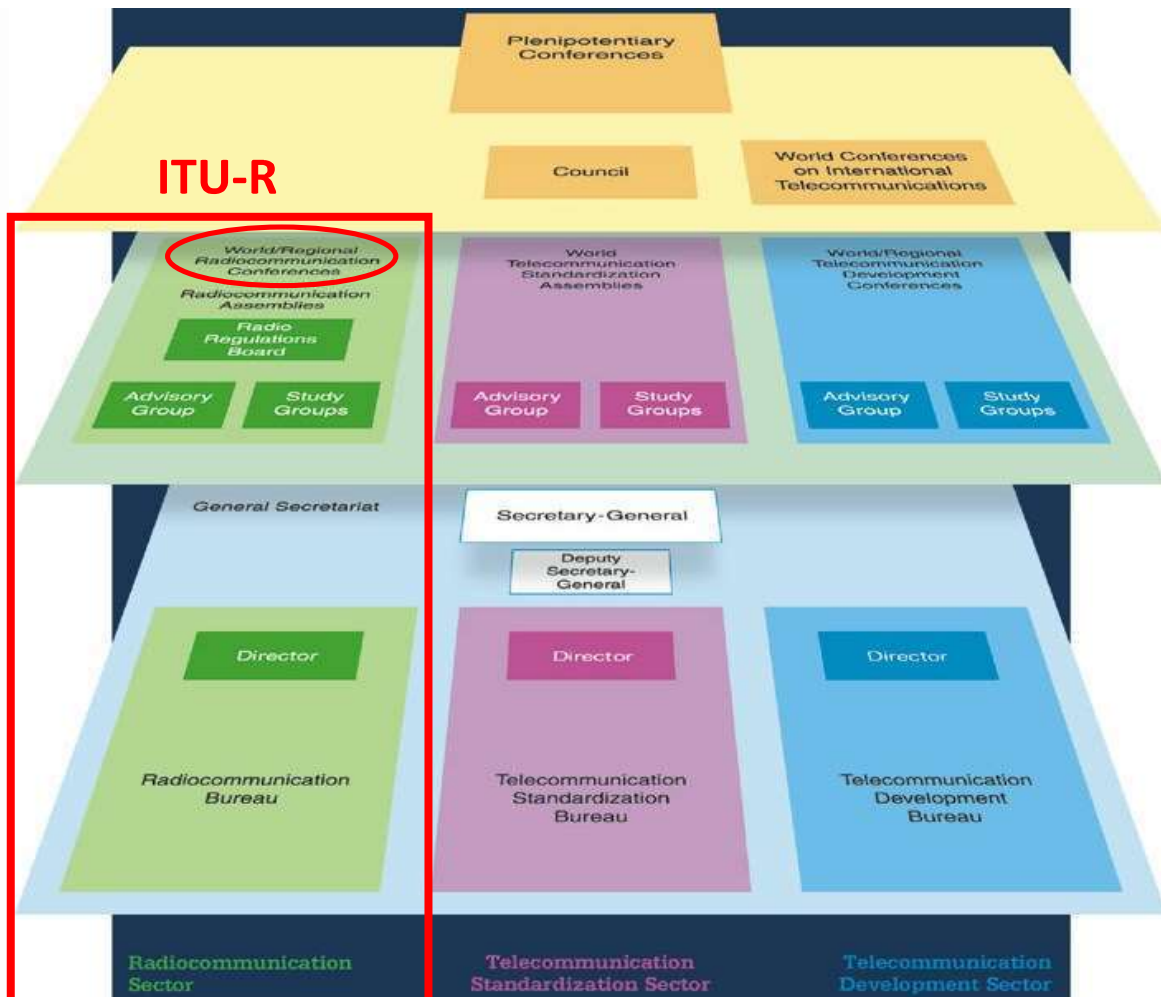 Plenipotentiary
Conferences
ITU-R
Council
World Conferences
on International
Telecommunications
World/Regional
Radiocommunication
Conferences
Radiocommunication
Assemblies
Radio
Regulations
Board
Advisory
Group
Study
Groups
World
Telecommunication
Standardization
Assemblies
Advisory
Group
Study
Groups
World/Regional
Telecommunication
Development
Conferences
Advisory
Group
Study
Groups
General Secretariat
Secretary-General
Deputy
Secretary-
General
Director
Radiocommunication
Bureau
Director
Telecommunication
Standardization
Bureau
Director
Telecommunication
Development
Bureau
Radiocommunication
Sector
Telecommunication
Standardization Sector
Telecommunication
Development Sector